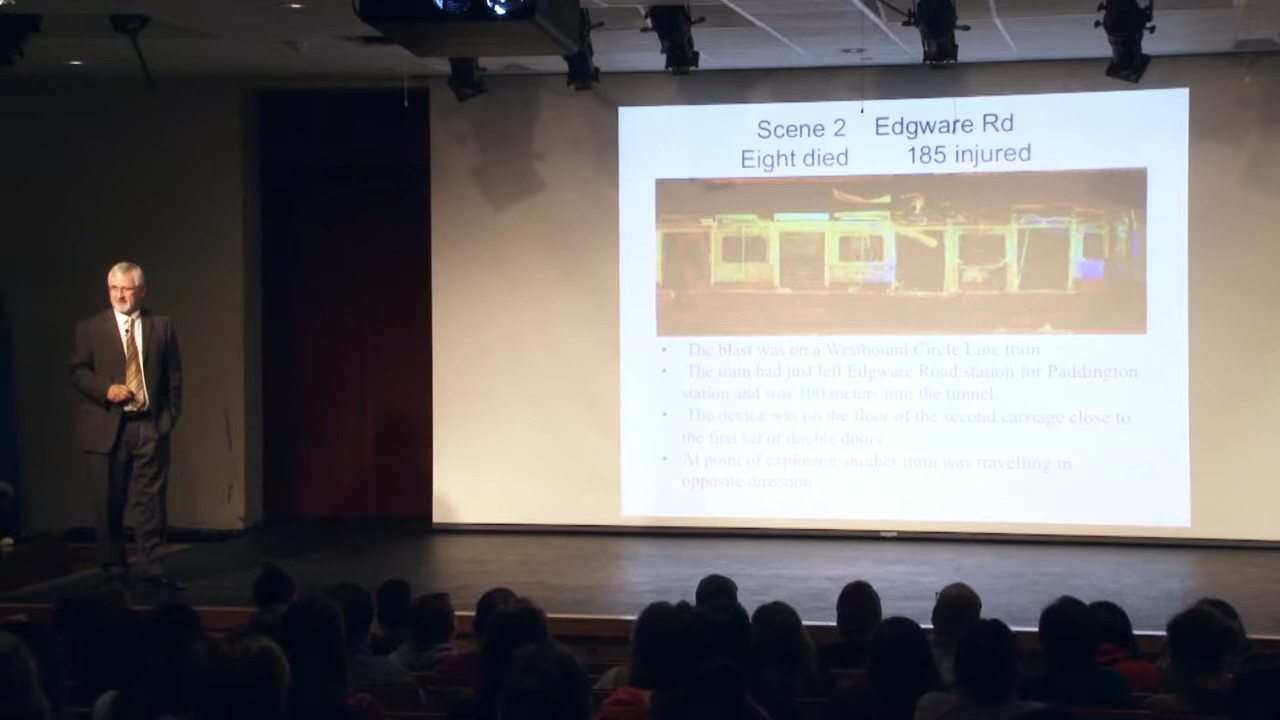 Scene 2 Edgware Rd
Eight died 185 injured
• The blast was on a Westbound Circle Line train
• The train had just left Edgware Road station for Paddington
station and was 100 meters into the tunnel.
• The device was on the floor of the second carriage close to
the first set of double doors
• At point of explosion another train was travelling in
opposite direction